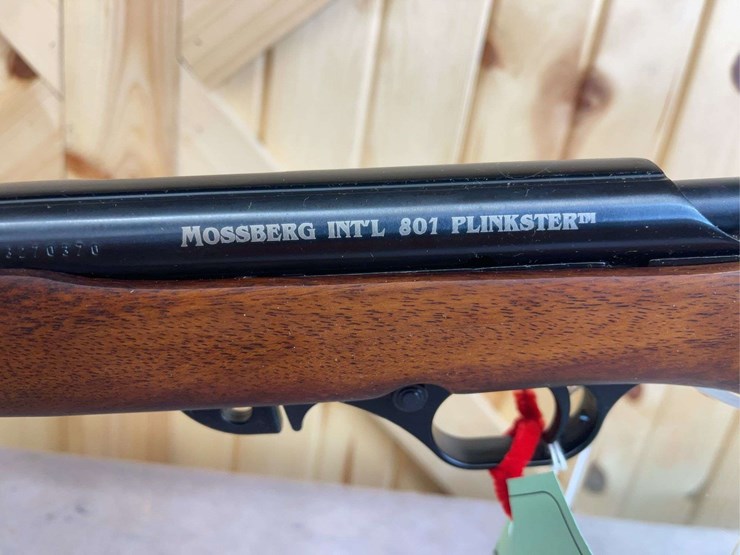 MOSSBERG INT'L 801 PLINKSTER™